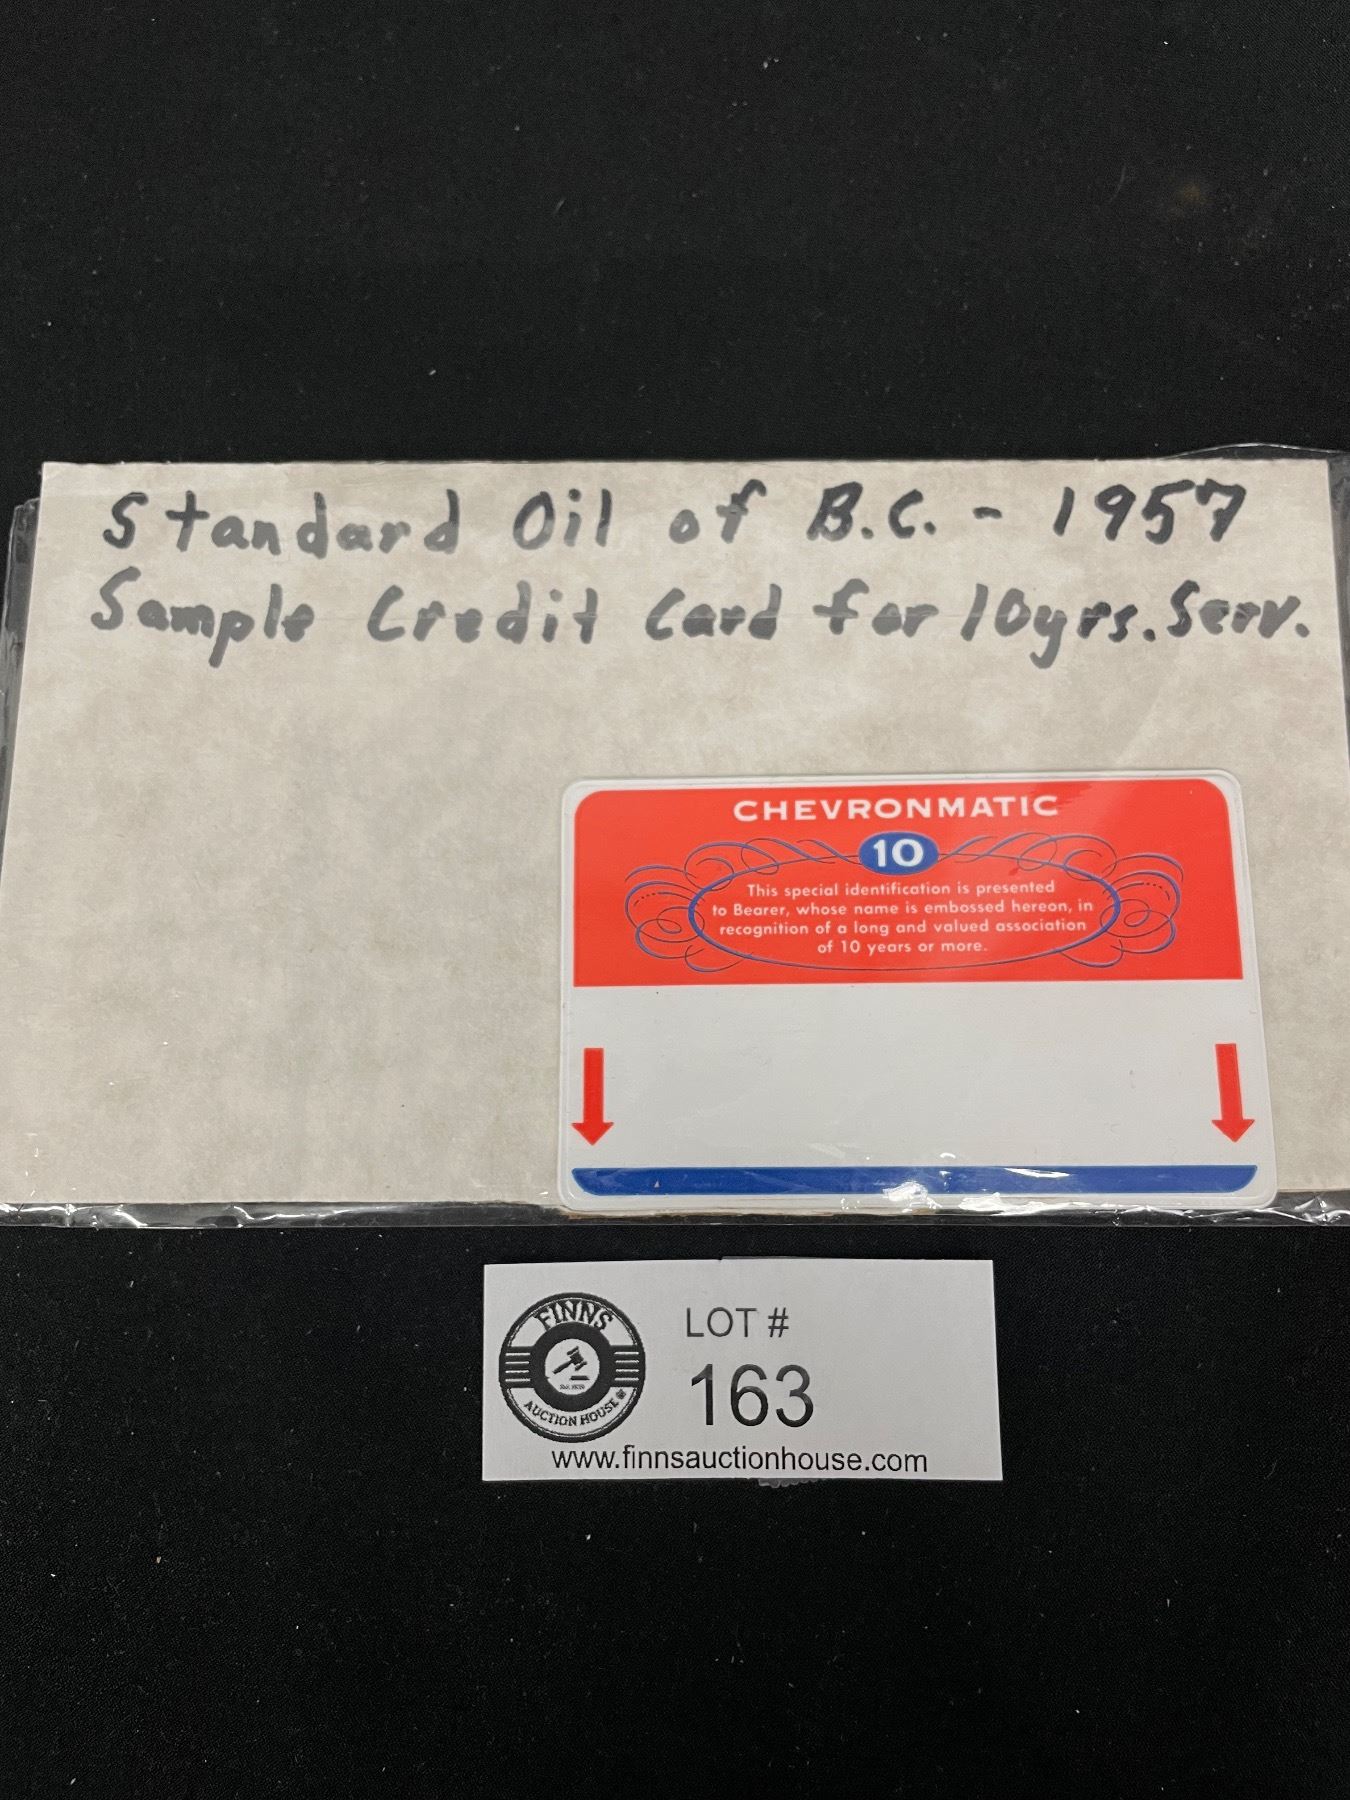 Standard Oil of B.C. - 1957
Sample Credit Card for 10yrs. Serv.
CHEVRONMATIC
10
This special identification is presented
to Bearer, whose name is embossed hereon, in
recognition of a long and valued association
of 10 years or more.
FINNS
AUCTION HOUSE
LOT #
163
www.finnsauctionhouse.com